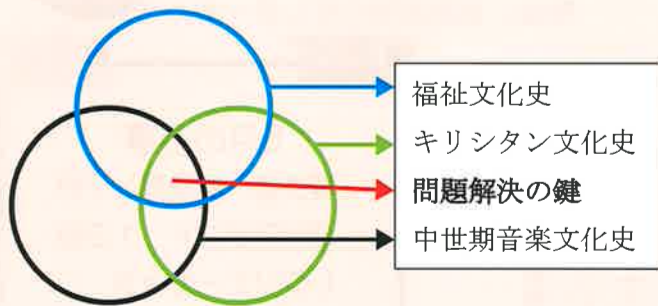 福祉文化史
キリシタン文化史
問題解決の鍵
中世期音楽文化史